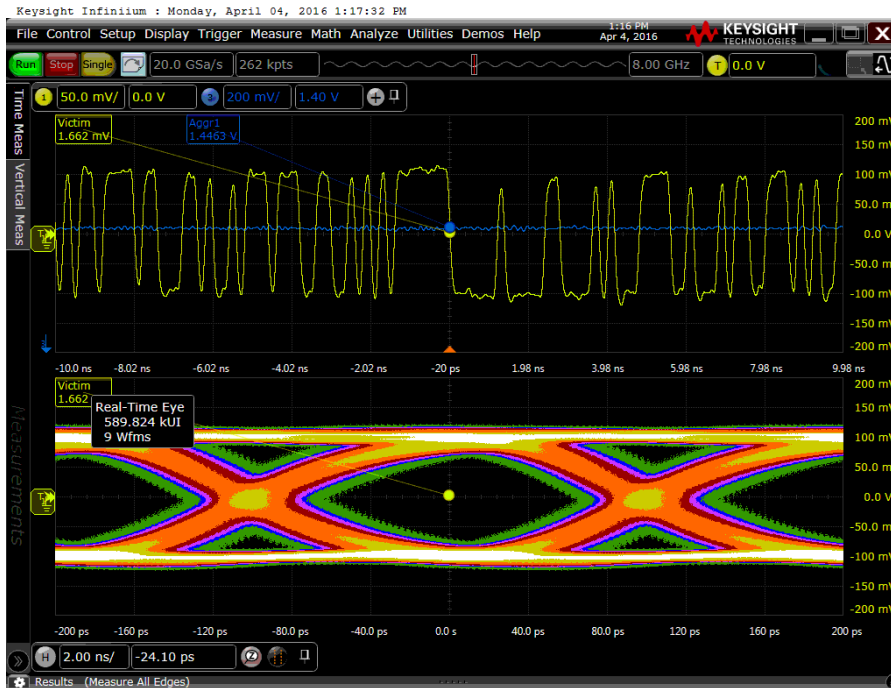 Keysight Infiniium : Monday, April 04, 2016 1:17:32 PM
File Control Setup Display Trigger Measure Math Analyze Utilities Demos Help
1:16 PM
Apr 4, 2016
KEYSIGHT
TECHNOLOGIES
X
Run Stop Single 20.0 GSa/s 262 kpts 8.00 GHz T 0.0 V
1 50.0 mV/ 0.0 V 3 200 mV/ 1.40 V
Time Meas
Vertical Meas
Measurements
Victim
1.662 mV
Aggr1
1.4463 V
200 mV
150 mV
100 mV
50.0 m
0.0 V
-50.0 m
-100 mV
-150 mV
-200 mV
-10.0 ns -8.02 ns -6.02 ns -4.02 ns -2.02 ns -20 ps 1.98 ns 3.98 ns 5.98 ns 7.98 ns 9.98 ns
Victim
1.662
Real-Time Eye
589.824 kUI
9 Wfms
200 mV
150 mV
100 mV
50.0 m
0.0 V
-50.0 m
-100 mV
-150 mV
-200 mV
-200 ps -160 ps -120 ps -80.0 ps -40.0 ps 0.0 s 40.0 ps 80.0 ps 120 ps 160 ps 200 ps
H 2.00 ns/ -24.10 ps
Results (Measure All Edges)